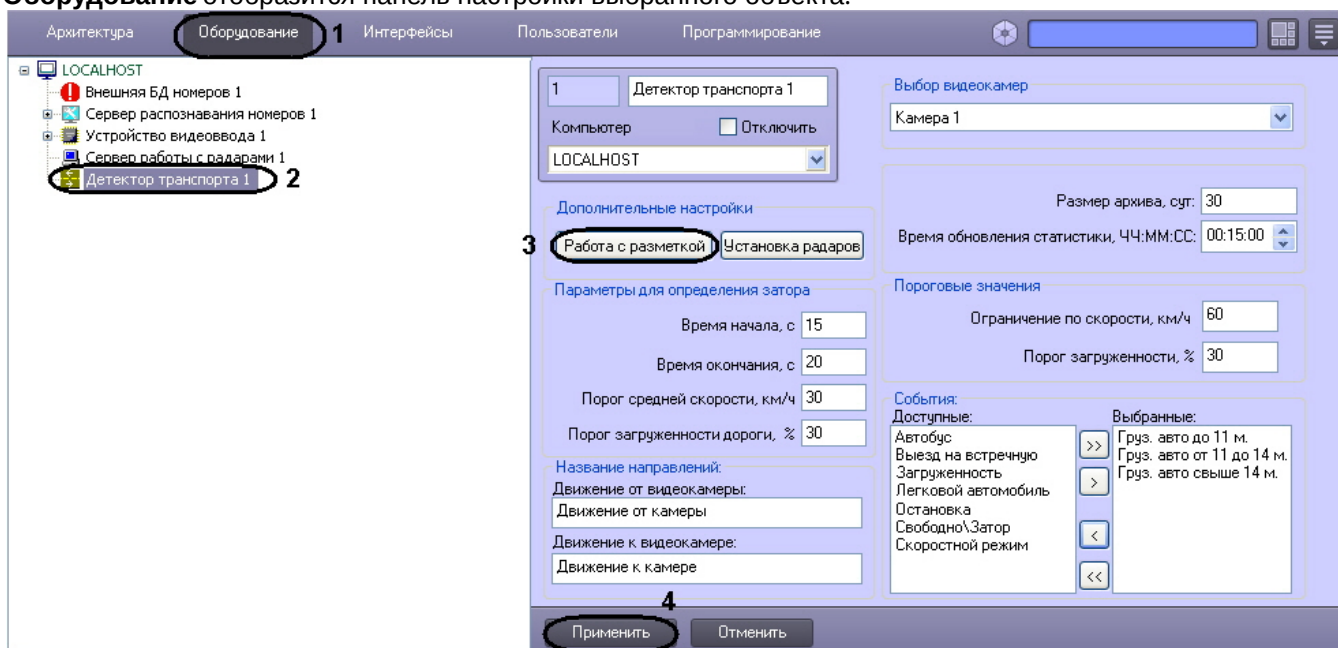 Оборудование отобразится панель настройки выбранного объекта.
Архитектура Оборудование 1 Интерфейсы Пользователи Программирование
LOCALHOST
Внешняя БД номеров 1
Сервер распознавания номеров 1
Устройство видеоввода 1
Сервер работы с радарами 1
Детектор транспорта 1 2
1 Детектор транспорта 1
Компьютер Отключить
LOCALHOST
Дополнительные настройки
3 Работа с разметкой Установка радаров
Параметры для определения затора
Время начала, с 15
Время окончания, с 20
Порог средней скорости, км/ч 30
Порог загруженности дороги, % 30
Название направлений:
Движение от видеокамеры:
Движение от камеры
Движение к видеокамере:
Движение к камере
Выбор видеокамер
Камера 1
Размер архива, сут: 30
Время обновления статистики, ЧЧ:ММ:СС: 00:15:00
Пороговые значения
Ограничение по скорости, км/ч 60
Порог загруженности, % 30
События:
Доступные:
Автобус
Выезд на встречную
Загруженность
Легковой автомобиль
Остановка
Свободно\Затор
Скоростной режим
>>
>
<
<<
Выбранные:
Груз. авто до 11 м.
Груз. авто от 11 до 14 м.
Груз. авто свыше 14 м.
4
Применить Отменить